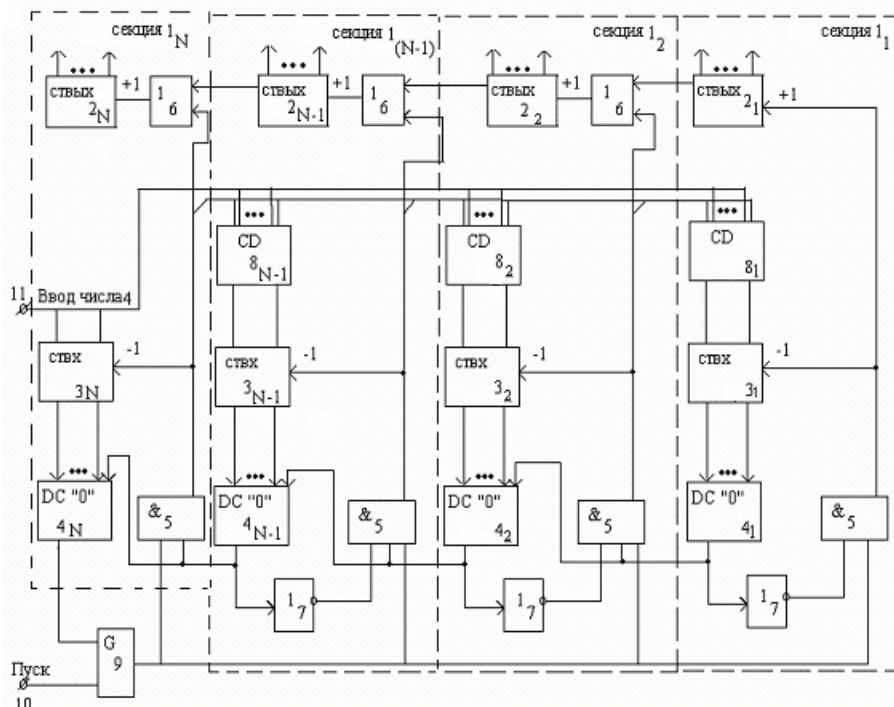 секция 1N
секция 1(N-1)
секция 12
секция 11
ствых 2N
+1
1 6
ствых 2N-1
+1
1 6
ствых 2 2
+1
1 6
ствых 21
+1
CD 8N-1
CD 82
CD 81
11 Ввод числа4
ствх 3N
-1
ствх 3N-1
-1
ствх 32
-1
ствх 31
-1
DC "0" 4N
& 5
DC "0" 4N-1
& 5
DC "0" 42
& 5
DC "0" 41
& 5
1 7
1 7
1 7
G 9
Пуск
10